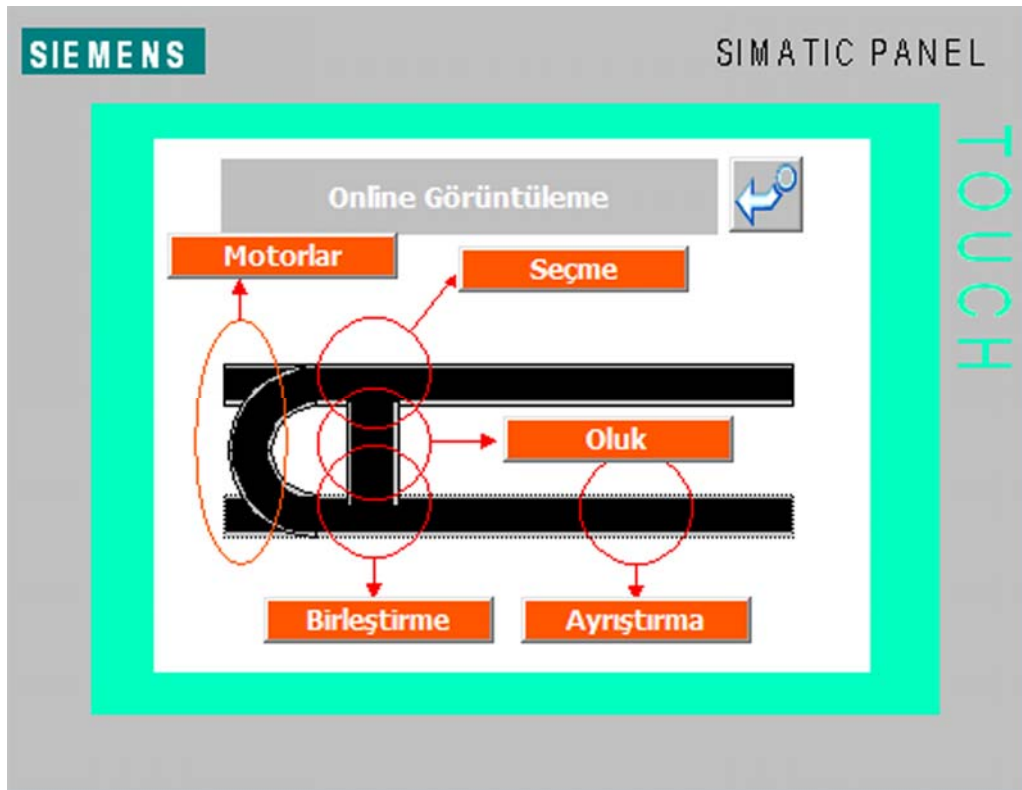 SIEMENS
SIMATIC PANEL
TOUCH
Online Görüntüleme
Motorlar
Seçme
Oluk
Birleştirme
Ayrıştırma